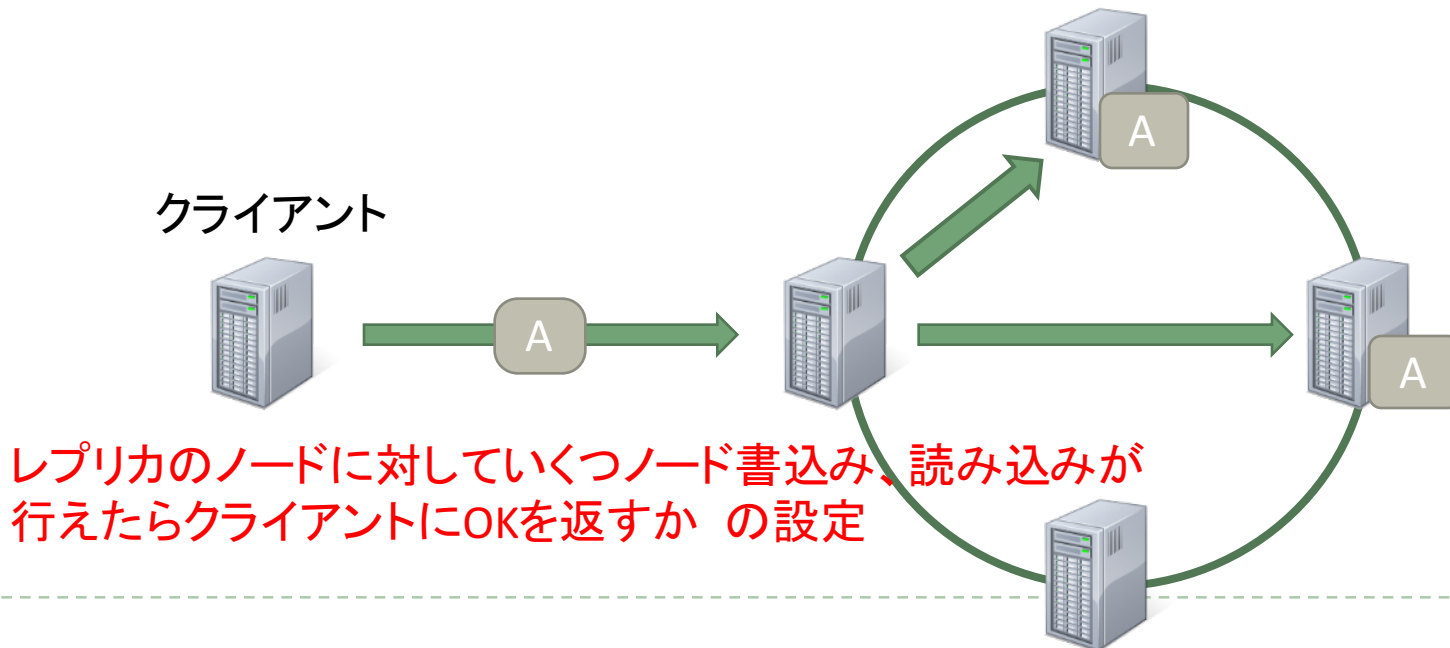 A
クライアント
A
A
レプリカのノードに対していくつノード書込み、読み込みが
行えたらクライアントにOKを返すか の設定